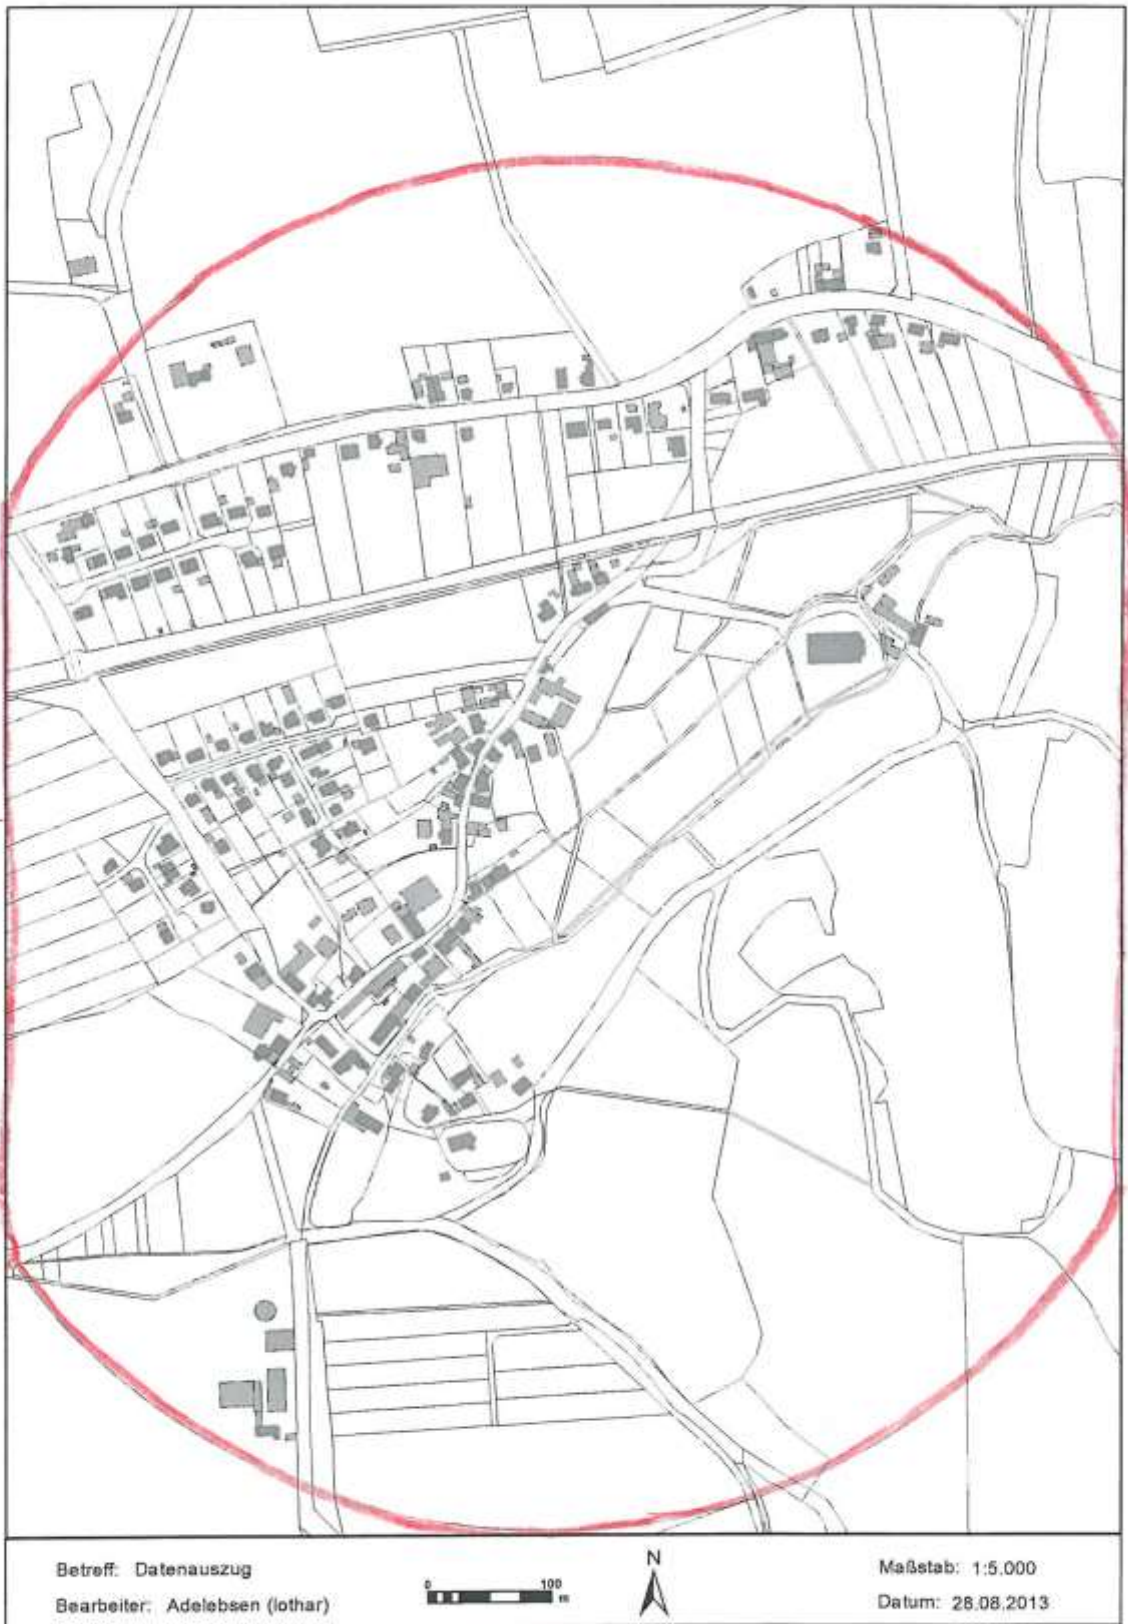 Betreff: Datenauszug
Bearbeiter: Adelebsen (lothar)
0 100
m
N
Maßstab: 1:5.000
Datum: 28.08.2013